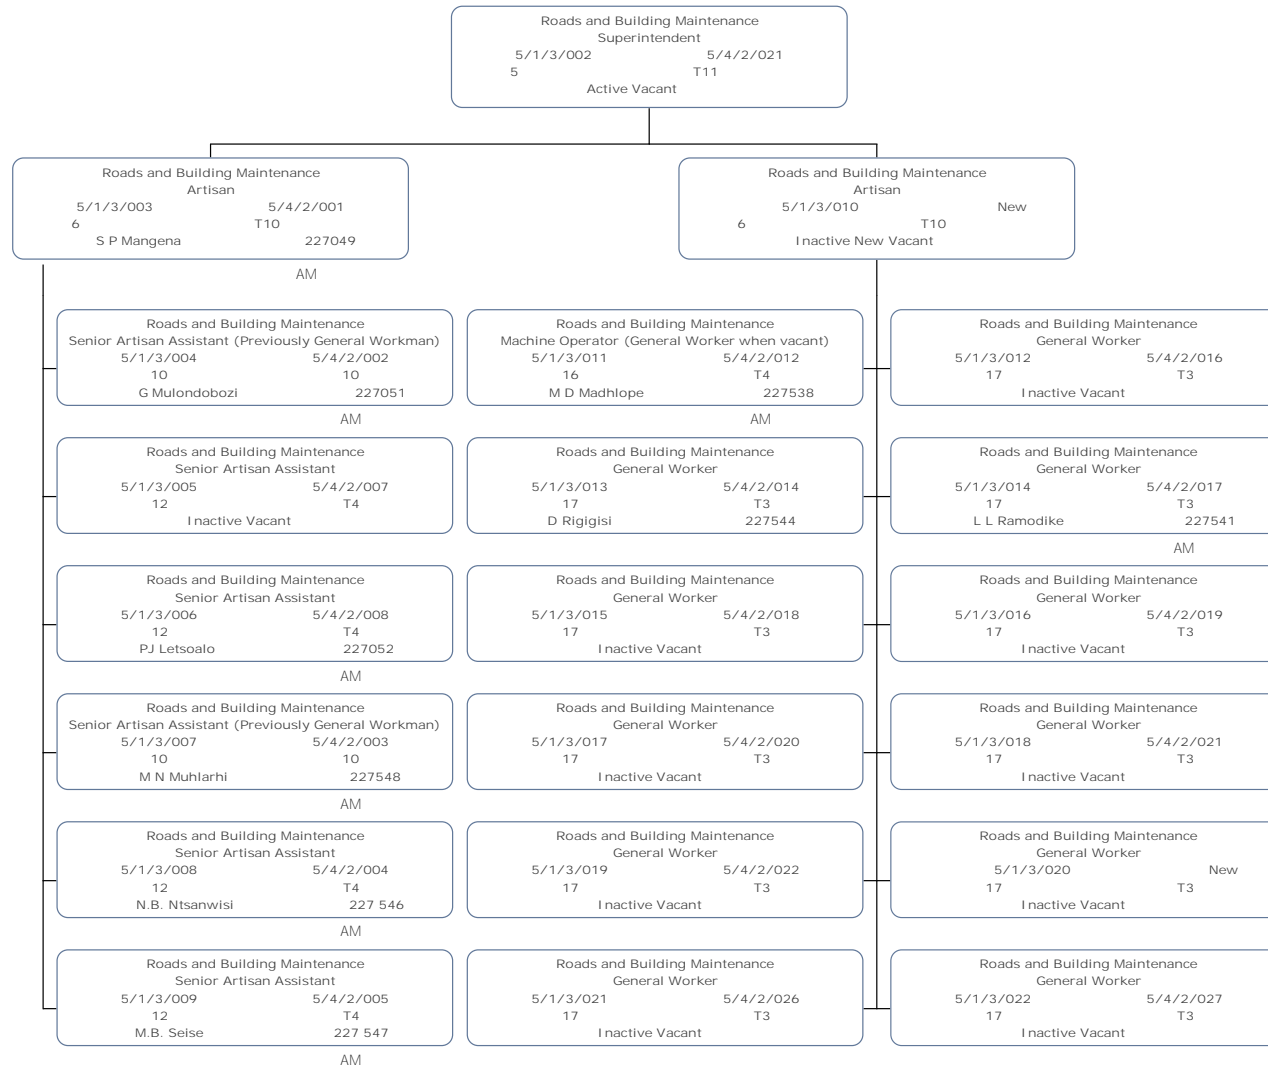 Roads and Building Maintenance
Superintendent
5/1/3/002 5/4/2/021
5 T11
Active Vacant
Roads and Building Maintenance
Artisan
5/1/3/003 5/4/2/001
6 T10
S P Mangena 227049
AM
Roads and Building Maintenance
Artisan
5/1/3/010 New
6 T10
Inactive New Vacant
Roads and Building Maintenance
Senior Artisan Assistant (Previously General Workman)
5/1/3/004 5/4/2/002
10 10
G Mulondobozi 227051
AM
Roads and Building Maintenance
Machine Operator (General Worker when vacant)
5/1/3/011 5/4/2/012
16 T4
M D Madhlope 227538
AM
Roads and Building Maintenance
General Worker
5/1/3/012 5/4/2/016
17 T3
Inactive Vacant
Roads and Building Maintenance
Senior Artisan Assistant
5/1/3/005 5/4/2/007
12 T4
Inactive Vacant
Roads and Building Maintenance
General Worker
5/1/3/013 5/4/2/014
17 T3
D Rigigisi 227544
Roads and Building Maintenance
General Worker
5/1/3/014 5/4/2/017
17 T3
L L Ramodike 227541
AM
Roads and Building Maintenance
Senior Artisan Assistant
5/1/3/006 5/4/2/008
12 T4
PJ Letsoalo 227052
AM
Roads and Building Maintenance
General Worker
5/1/3/015 5/4/2/018
17 T3
Inactive Vacant
Roads and Building Maintenance
General Worker
5/1/3/016 5/4/2/019
17 T3
Inactive Vacant
Roads and Building Maintenance
Senior Artisan Assistant (Previously General Workman)
5/1/3/007 5/4/2/003
10 10
M N Muhlarhi 227548
AM
Roads and Building Maintenance
General Worker
5/1/3/017 5/4/2/020
17 T3
Inactive Vacant
Roads and Building Maintenance
General Worker
5/1/3/018 5/4/2/021
17 T3
Inactive Vacant
Roads and Building Maintenance
Senior Artisan Assistant
5/1/3/008 5/4/2/004
12 T4
N.B. Ntsanwisi 227 546
AM
Roads and Building Maintenance
General Worker
5/1/3/019 5/4/2/022
17 T3
Inactive Vacant
Roads and Building Maintenance
General Worker
5/1/3/020 New
17 T3
Inactive Vacant
Roads and Building Maintenance
Senior Artisan Assistant
5/1/3/009 5/4/2/005
12 T4
M.B. Seise 227 547
AM
Roads and Building Maintenance
General Worker
5/1/3/021 5/4/2/026
17 T3
Inactive Vacant
Roads and Building Maintenance
General Worker
5/1/3/022 5/4/2/027
17 T3
Inactive Vacant